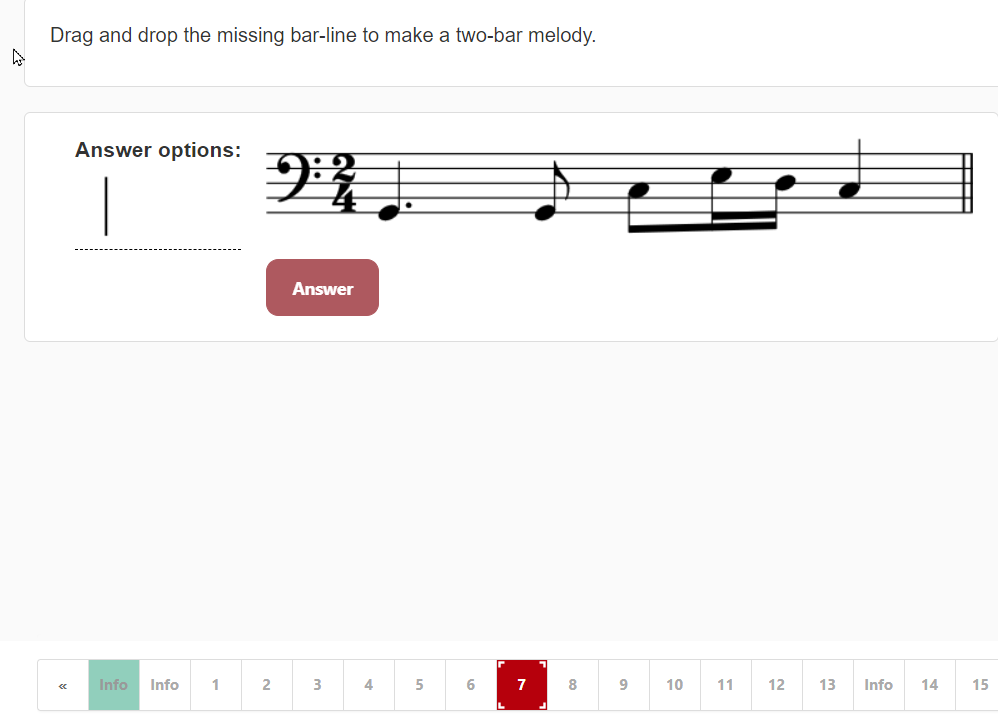 Drag and drop the missing bar-line to make a two-bar melody.
Answer options:
2
4
Answer
« Info Info 1 2 3 4 5 6 7 8 9 10 11 12 13 Info 14 15